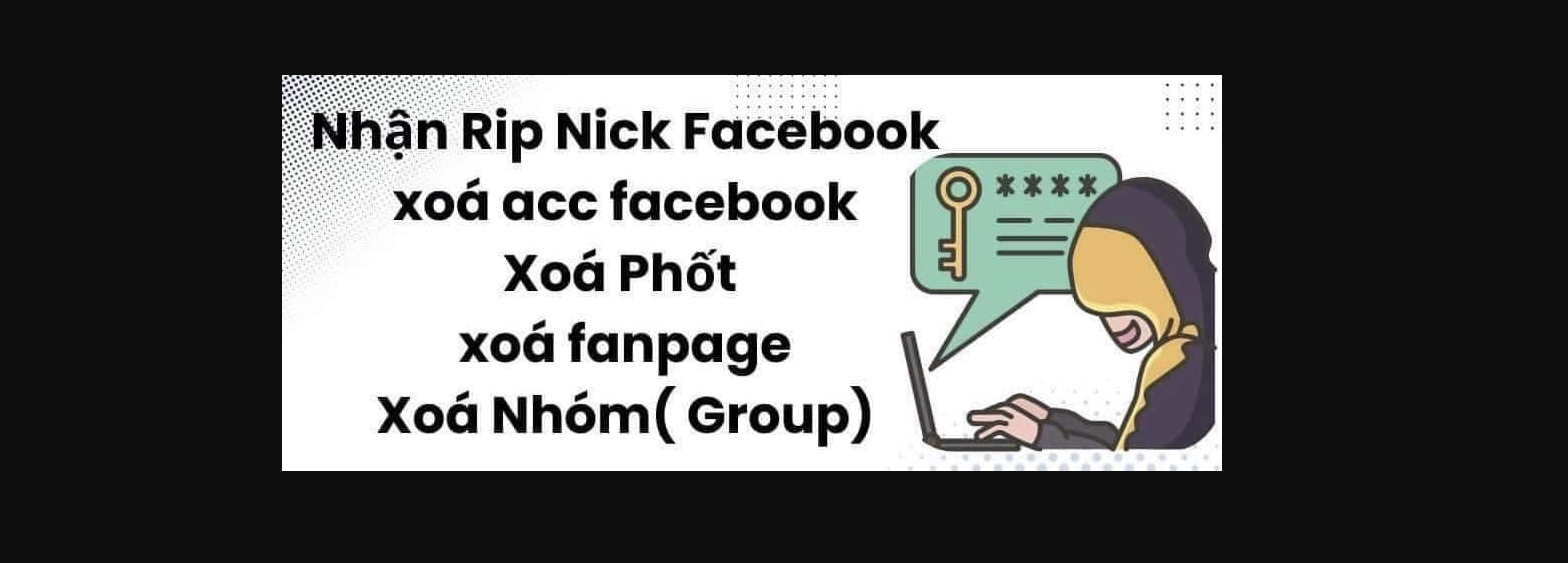 Nhận Rip Nick Facebook
xoá acc facebook
Xoá Phốt
xoá fanpage
Xoá Nhóm( Group)
****